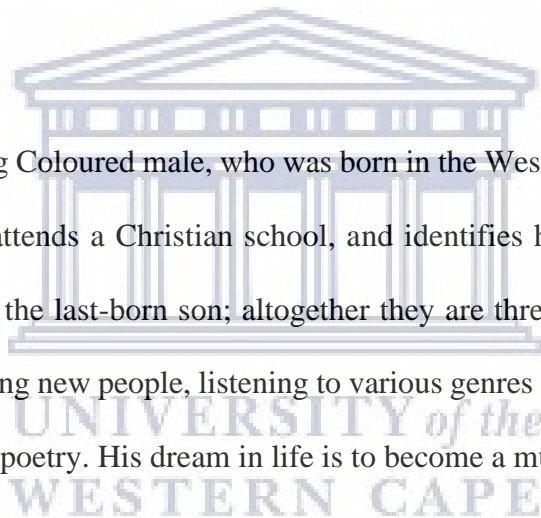 g Coloured male, who was born in the Wes
attends a Christian school, and identifies h
the last-born son; altogether they are thre
ng new people, listening to various genres
UNIVERSITY of the
poetry. His dream in life is to become a mu
WESTERN CAPE